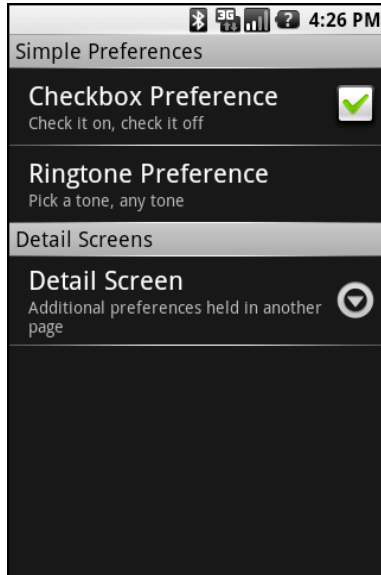 3G
? 4:26 PM
Simple Preferences
Checkbox Preference
Check it on, check it off
Ringtone Preference
Pick a tone, any tone
Detail Screens
Detail Screen
Additional preferences held in another
page